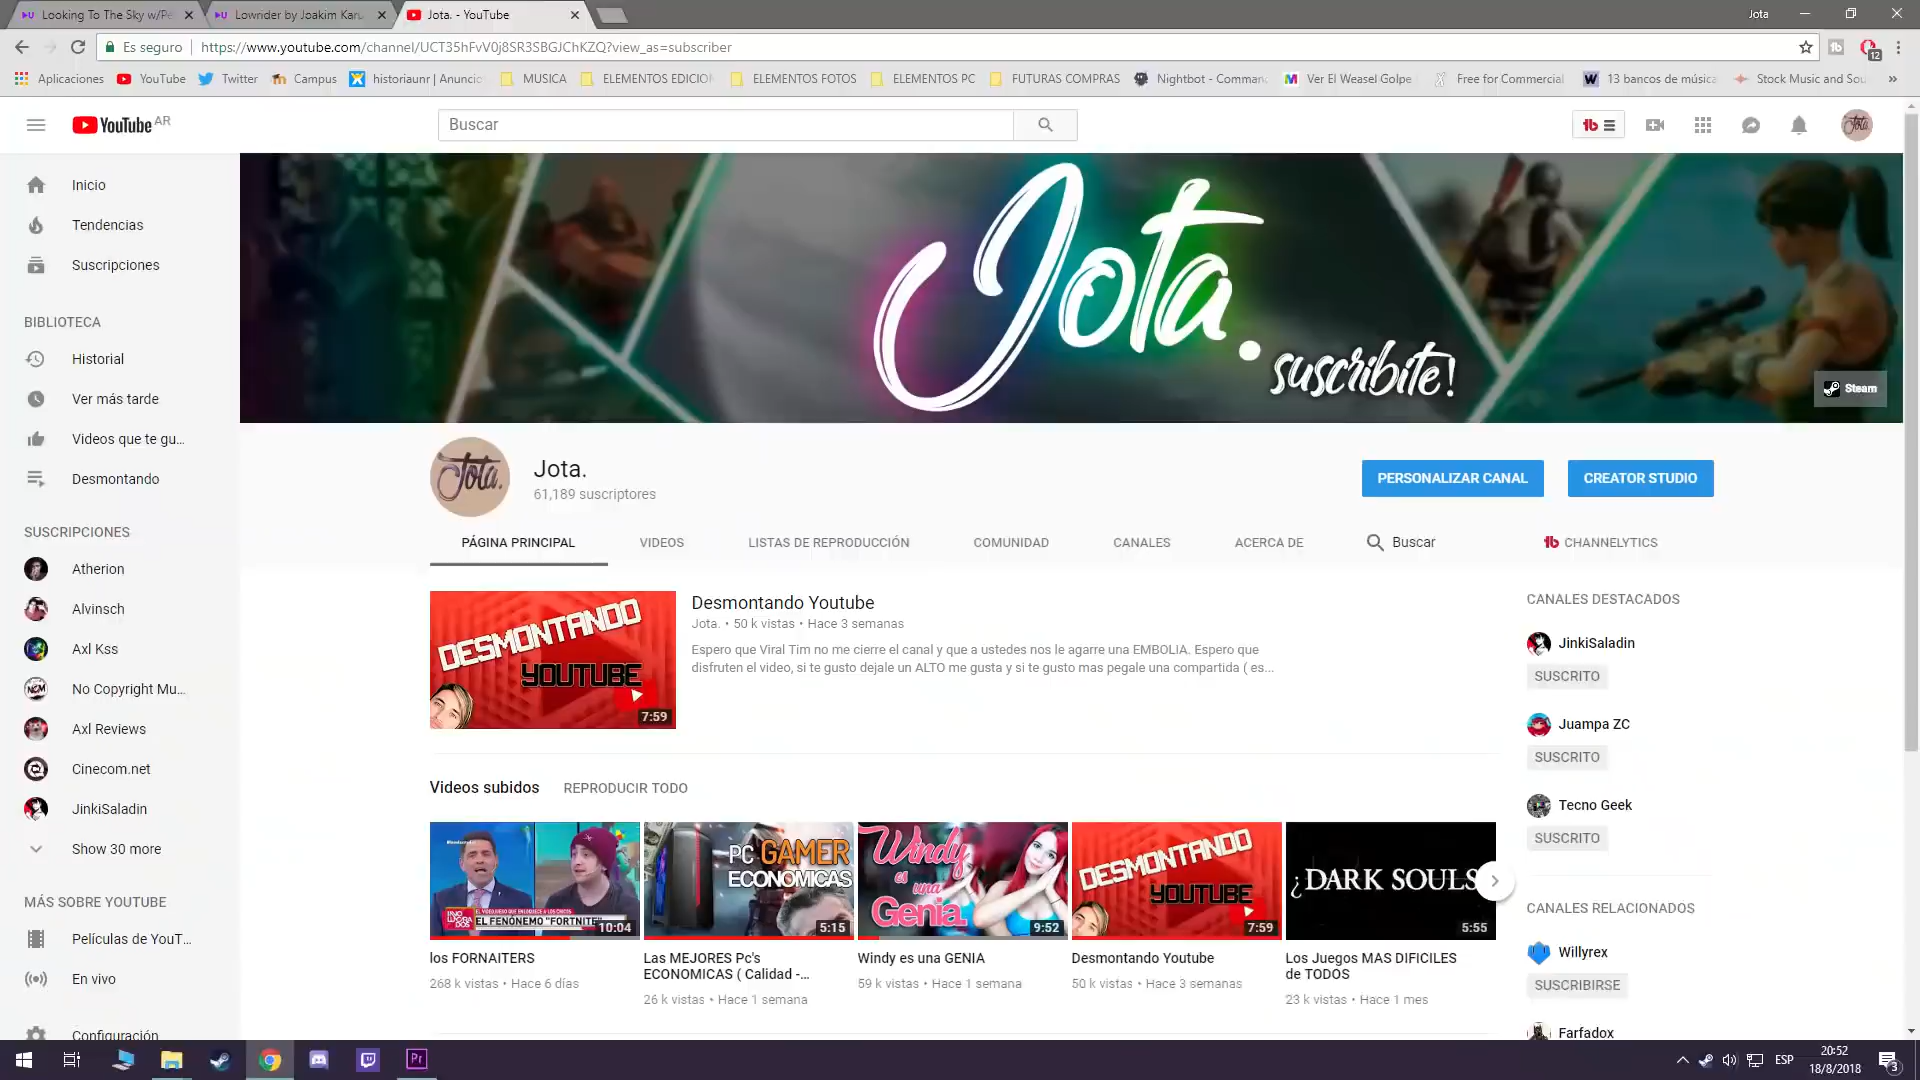 Looking To The Sky w/Pe
Lowrider by Joakim Karu
Jota. - YouTube
Jota
Es seguro
https://www.youtube.com/channel/UCT35hFvV0j8SR3SBGJChKZQ?view_as=subscriber
12
Aplicaciones
YouTube
Twitter
Campus
historiaunr | Anuncio
MUSICA
ELEMENTOS EDICION
ELEMENTOS FOTOS
ELEMENTOS PC
FUTURAS COMPRAS
Nightbot - Comman
Ver El Weasel Golpe
Free for Commercial
13 bancos de música
Stock Music and Sou
YouTube AR
Buscar
Inicio
Tendencias
Suscripciones
BIBLIOTECA
Historial
Ver más tarde
Videos que te gu...
Desmontando
SUSCRIPCIONES
Atherion
Alvinsch
Axl Kss
No Copyright Mu...
Axl Reviews
Cinecom.net
JinkiSaladin
Show 30 more
MÁS SOBRE YOUTUBE
Películas de YouT...
En vivo
Configuración
Jota.
suscribite!
Steam
Jota.
Jota.
61,189 suscriptores
PERSONALIZAR CANAL
CREATOR STUDIO
PÁGINA PRINCIPAL
VIDEOS
LISTAS DE REPRODUCCIÓN
COMUNIDAD
CANALES
ACERCA DE
Buscar
CHANNELYTICS
DESMONTANDO
YOUTUBE
7:59
Desmontando Youtube
Jota. • 50 k vistas • Hace 3 semanas
Espero que Viral Tim no me cierre el canal y que a ustedes nos le agarre una EMBOLIA. Espero que
disfruten el video, si te gusto dejale un ALTO me gusta y si te gusto mas pegale una compartida ( es...
Videos subidos
REPRODUCIR TODO
EL FENÓNEMO "FORTNITE"
10:04
los FORNAITERS
268 k vistas • Hace 6 días
PC GAMER
ECONOMICAS
5:15
Las MEJORES Pc's
ECONOMICAS ( Calidad -...
26 k vistas • Hace 1 semana
Windy
es una
Genia.
9:52
Windy es una GENIA
59 k vistas • Hace 1 semana
DESMONTANDO
YOUTUBE
7:59
Desmontando Youtube
50 k vistas • Hace 3 semanas
¿DARK SOULS
5:55
Los Juegos MAS DIFICILES
de TODOS
23 k vistas • Hace 1 mes
CANALES DESTACADOS
JinkiSaladin
SUSCRITO
Juampa ZC
SUSCRITO
Tecno Geek
SUSCRITO
CANALES RELACIONADOS
Willyrex
SUSCRIBIRSE
Farfadox
Pr
ESP
20:52
18/8/2018
3